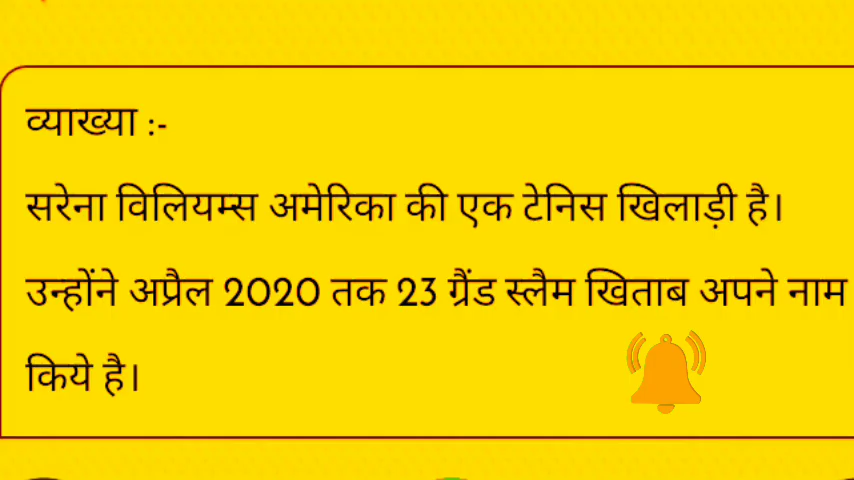 व्याख्या :-
सरेना विलियम्स अमेरिका की एक टेनिस खिलाड़ी है।
उन्होंने अप्रैल 2020 तक 23 ग्रैंड स्लैम खिताब अपने नाम
किये है।